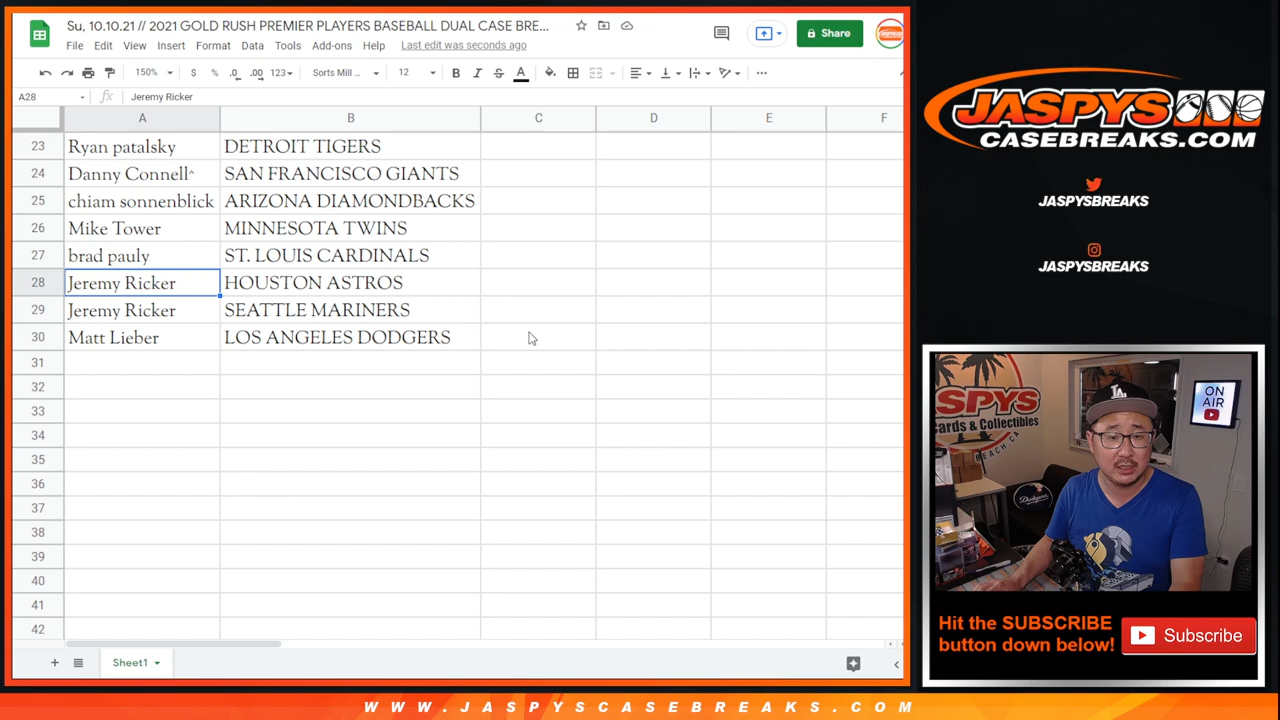 Su, 10.10.21 // 2021 GOLD RUSH PREMIER PLAYERS BASEBALL DUAL CASE BRE...
File Edit View Insert Format Data Tools Add-ons Help Last edit was seconds ago
Share
150% $ % .0 .00 123 Sorts Mill ... 12 B I S A
A28 fx Jeremy Ricker
A B C D E F
23 Ryan patalsky DETROIT TIGERS
24 Danny Connell^ SAN FRANCISCO GIANTS
25 chiam sonnenblick ARIZONA DIAMONDBACKS
26 Mike Tower MINNESOTA TWINS
27 brad pauly ST. LOUIS CARDINALS
28 Jeremy Ricker HOUSTON ASTROS
29 Jeremy Ricker SEATTLE MARINERS
30 Matt Lieber LOS ANGELES DODGERS
31
32
33
34
35
36
37
38
39
40
41
42
Sheet1
JASPYS
CASEBREAKS.COM
JASPYSBREAKS
JASPYSBREAKS
SPYS
Cards & Collectibles
BEACH CA
LA
ON
AIR
Dodgers
Hit the SUBSCRIBE
button down below!
Subscribe
WWW.JASPYSCASEBREAKS.COM